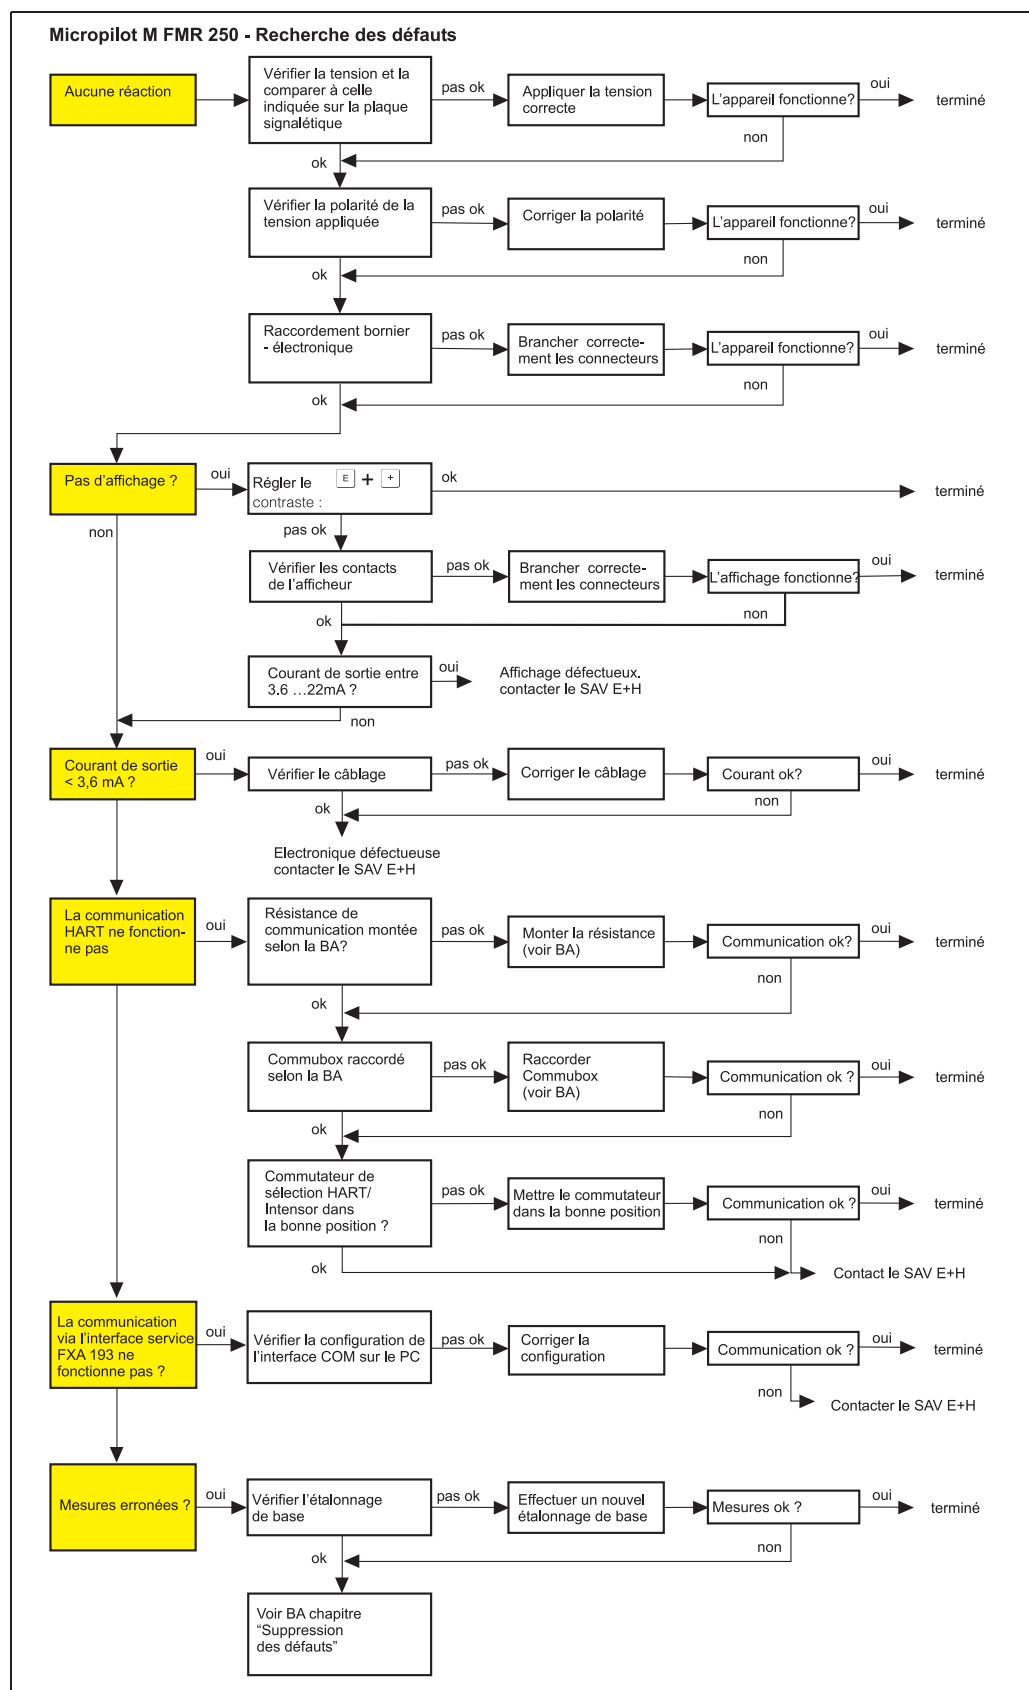 Micropilot M FMR 250 - Recherche des défauts
Aucune réaction
Vérifier la tension et la
comparer à celle
indiquée sur la plaque
signalétique
pas ok
Appliquer la tension
correcte
L'appareil fonctionne?
oui
terminé
non
ok
Vérifier la polarité de la
tension appliquée
pas ok
Corriger la polarité
L'appareil fonctionne?
oui
terminé
non
ok
Raccordement bornier
- électronique
pas ok
Brancher correcte-
ment les connecteurs
L'appareil fonctionne?
oui
terminé
non
ok
Pas d'affichage ?
oui
Régler le E + +
contraste :
ok
terminé
non
pas ok
Vérifier les contacts
de l'afficheur
pas ok
Brancher correcte-
ment les connecteurs
L'affichage fonctionne?
oui
terminé
non
ok
Courant de sortie entre
3.6 ...22mA ?
oui
Affichage défectueux.
contacter le SAV E+H
non
Courant de sortie
< 3,6 mA ?
oui
Vérifier le câblage
pas ok
Corriger le câblage
Courant ok?
oui
terminé
non
ok
Electronique défectueuse
contacter le SAV E+H
La communication
HART ne fonction-
ne pas
oui
Résistance de
communication montée
selon la BA?
pas ok
Monter la résistance
(voir BA)
Communication ok?
oui
terminé
non
ok
Commubox raccordé
selon la BA
pas ok
Raccorder
Commubox
(voir BA)
Communication ok ?
oui
terminé
non
ok
Commutateur de
sélection HART/
Intensor dans
la bonne position ?
pas ok
Mettre le commutateur
dans la bonne position
Communication ok ?
oui
terminé
non
ok
Contact le SAV E+H
La communication
via l'interface service
FXA 193 ne
fonctionne pas ?
oui
Vérifier la configuration de
l'interface COM sur le PC
pas ok
Corriger la
configuration
Communication ok ?
oui
terminé
non
Contacter le SAV E+H
Mesures erronées ?
oui
Vérifier l'étalonnage
de base
pas ok
Effectuer un nouvel
étalonnage de base
Mesures ok ?
oui
terminé
non
ok
Voir BA chapitre
“Suppression
des défauts”